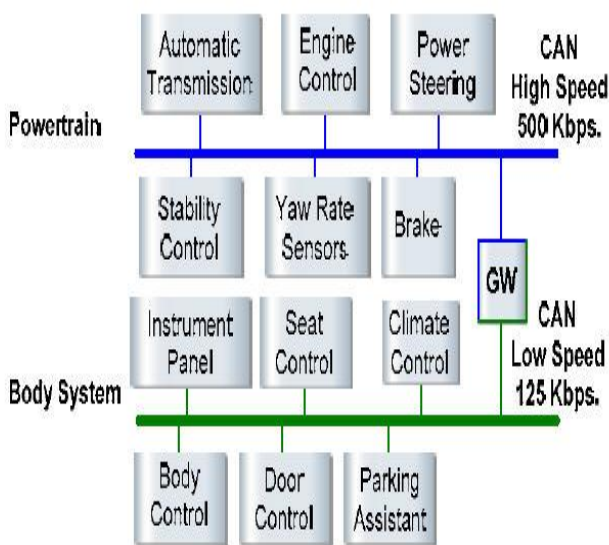 Automatic
Transmission
Engine
Control
Power
Steering
CAN
High Speed
500 Kbps.
Powertrain
Stability
Control
Yaw Rate
Sensors
Brake
GW
Instrument
Panel
Seat
Control
Climate
Control
CAN
Low Speed
125 Kbps.
Body System
Body
Control
Door
Control
Parking
Assistant